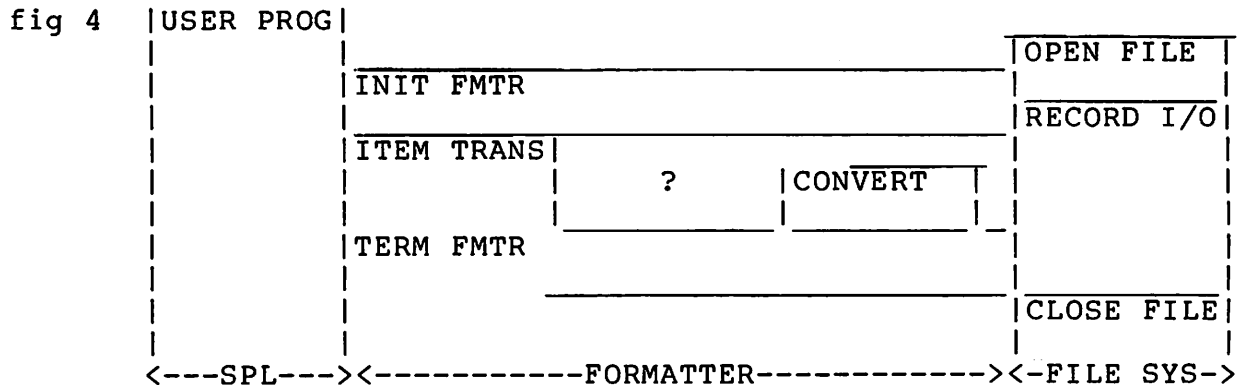 fig 4 |USER PROG|
|OPEN FILE |
|INIT FMTR
|RECORD I/O|
|ITEM TRANS|
? |CONVERT |
|TERM FMTR
|CLOSE FILE|
<---SPL---><-----------FORMATTER------------><-FILE SYS->